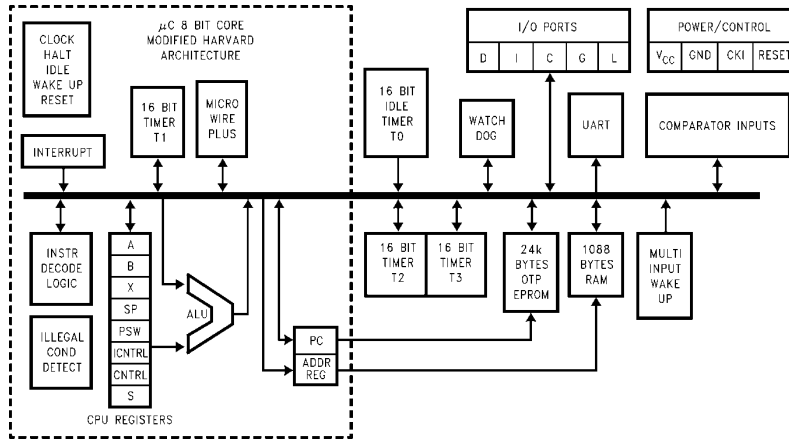 μC 8 BIT CORE
MODIFIED HARVARD
ARCHITECTURE
CLOCK
HALT
IDLE
WAKE UP
RESET
INTERRUPT
16 BIT
TIMER
T1
MICRO
WIRE
PLUS
16 BIT
IDLE
TIMER
T0
WATCH
DOG
I/O PORTS
D I C G L
UART
POWER/CONTROL
VCC GND CKI RESET
COMPARATOR INPUTS
INSTR
DECODE
LOGIC
ILLEGAL
COND
DETECT
A
B
X
SP
PSW
ICNTRL
CNTRL
S
CPU REGISTERS
ALU
PC
ADDR
REG
16 BIT
TIMER
T2
16 BIT
TIMER
T3
24k
BYTES
OTP
EPROM
1088
BYTES
RAM
MULTI
INPUT
WAKE
UP